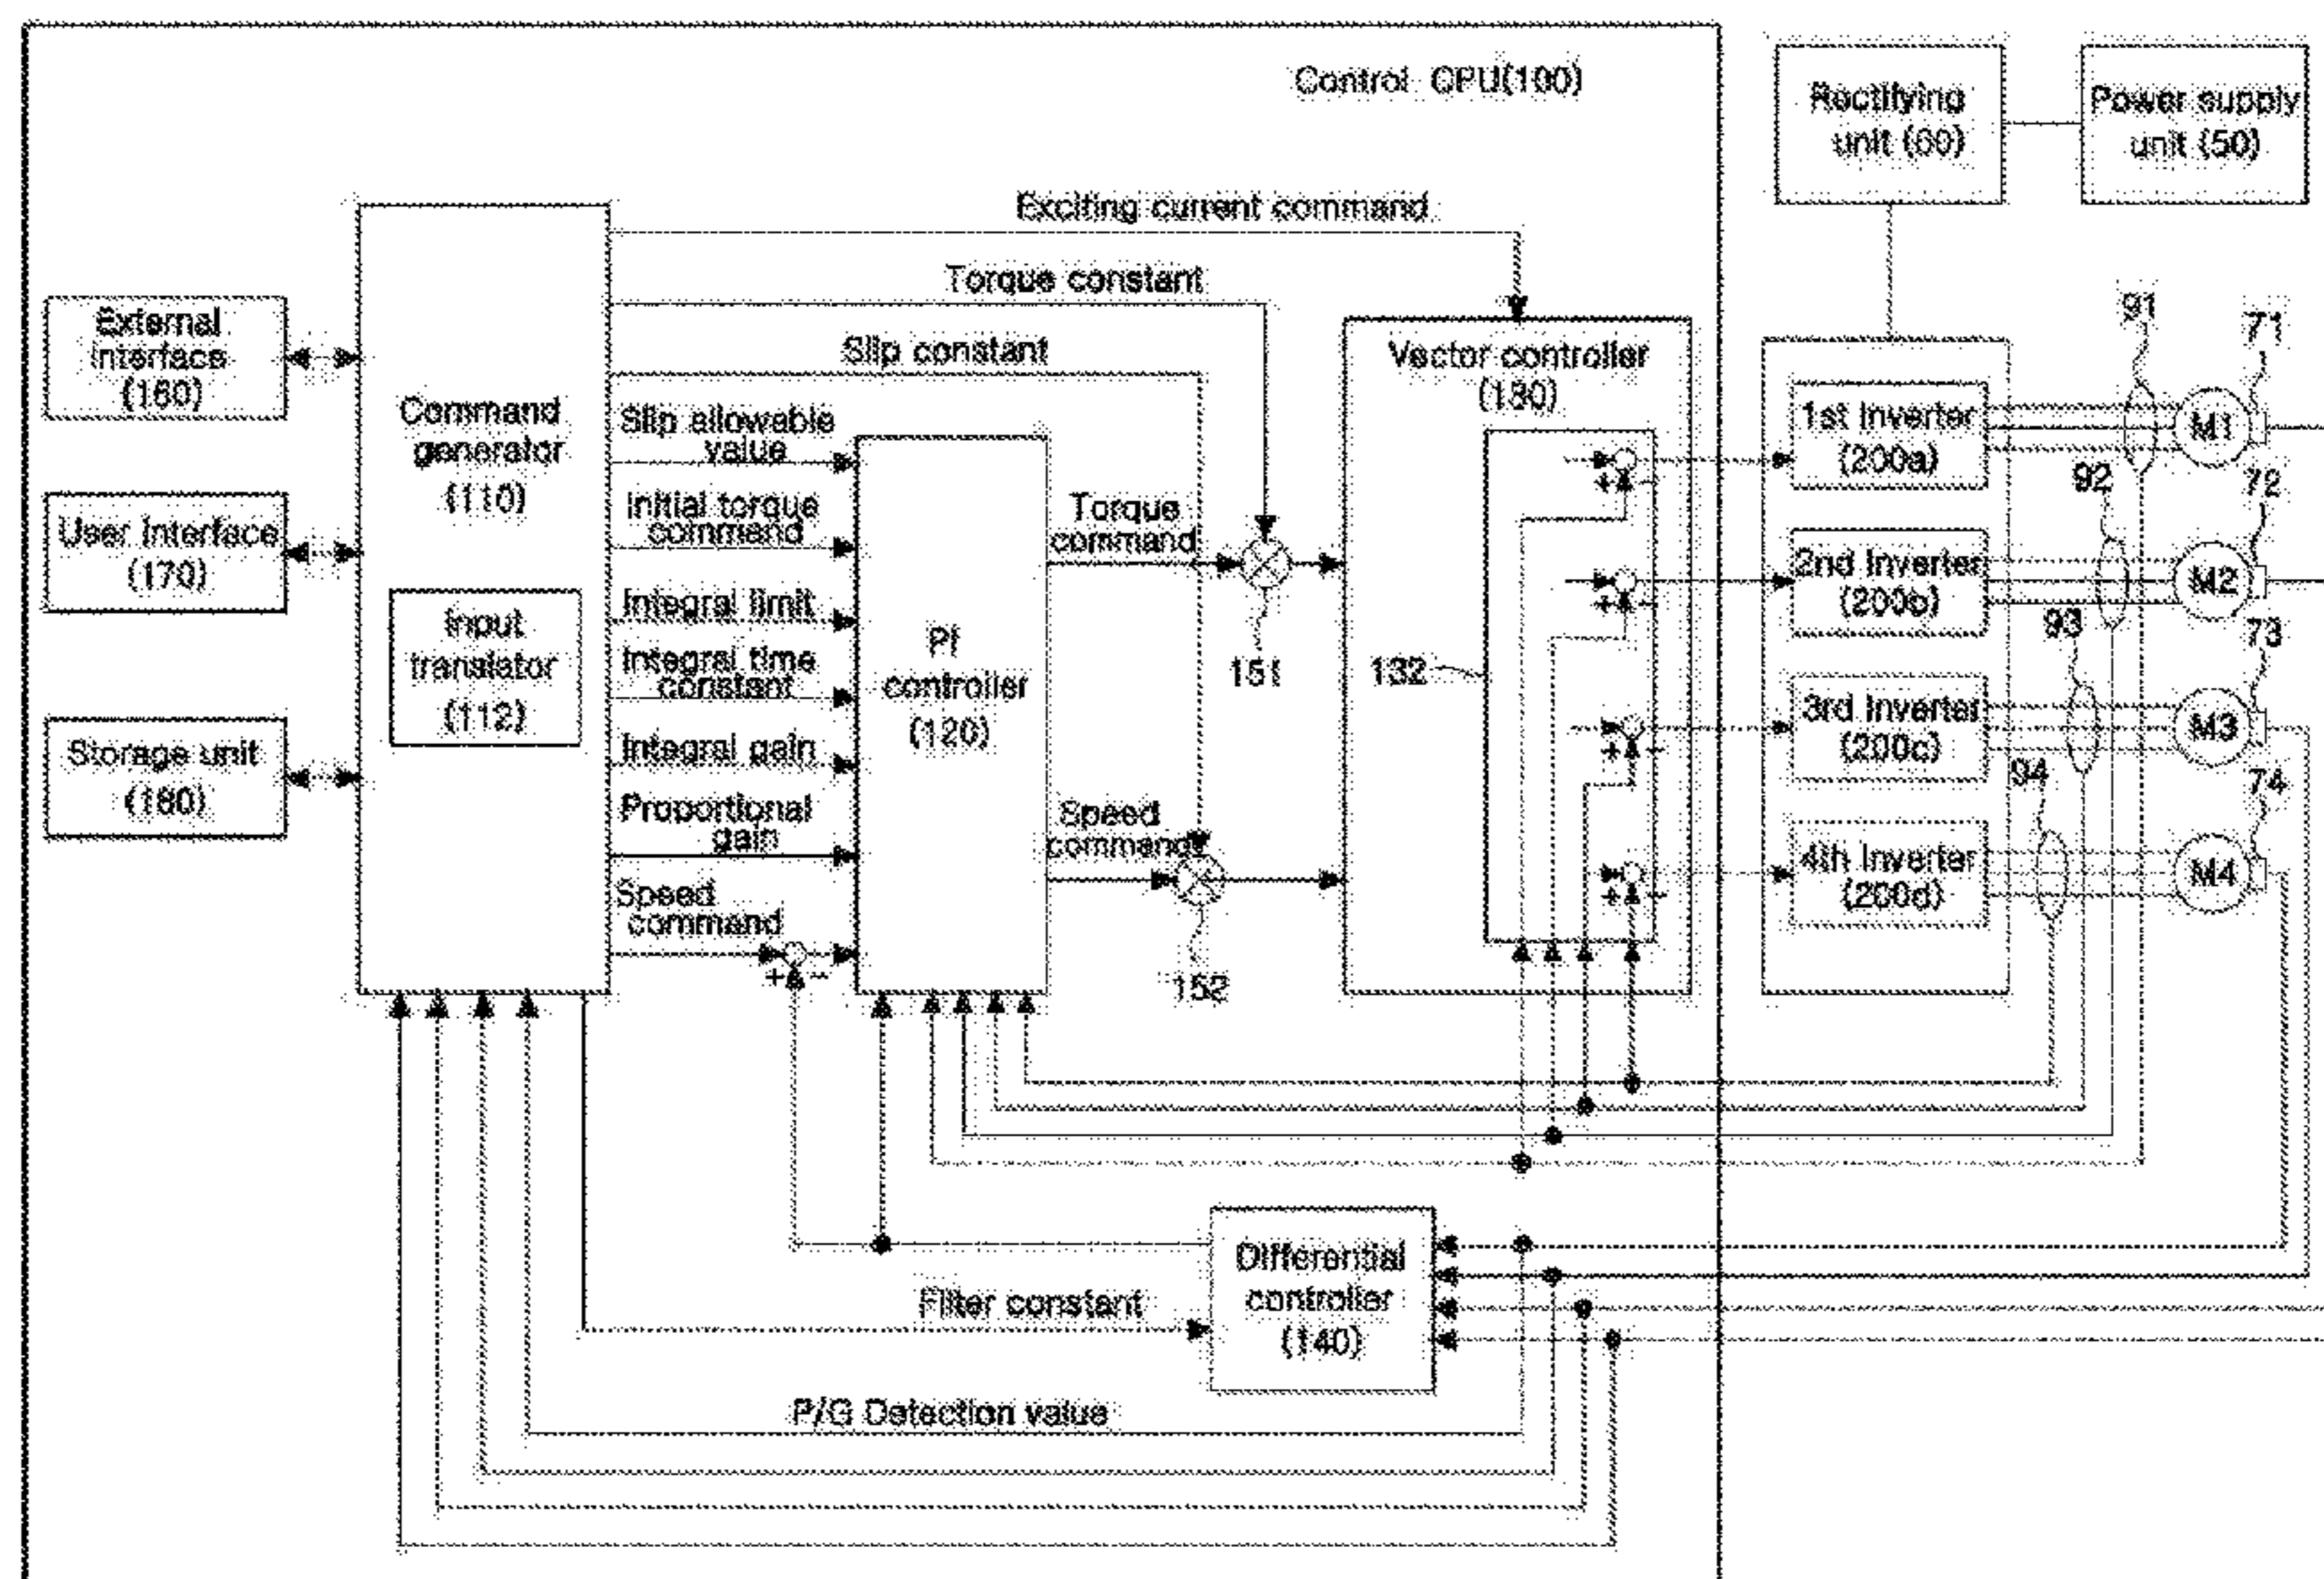 Control CPU(100)
Rectifying
unit (60)
Power supply
unit (50)
Exciting current command
Torque constant
Slip constant
External
Interface
(160)
User Interface
(170)
Storage unit
(180)
Command
generator
(110)
Input
translator
(112)
Slip allowable
value
Initial torque
command
Integral limit
Integral time
constant
Integral gain
Proportional
gain
Speed
command
+ -
PI
controller
(120)
Torque
command
151
Speed
command
152
Vector controller
(130)
132
+ -
+ -
+ -
+ -
1st Inverter
(200a)
2nd Inverter
(200b)
3rd Inverter
(200c)
4th Inverter
(200d)
91
92
93
94
71
M1
72
M2
73
M3
74
M4
Differential
controller
(140)
Filter constant
P/G Detection value